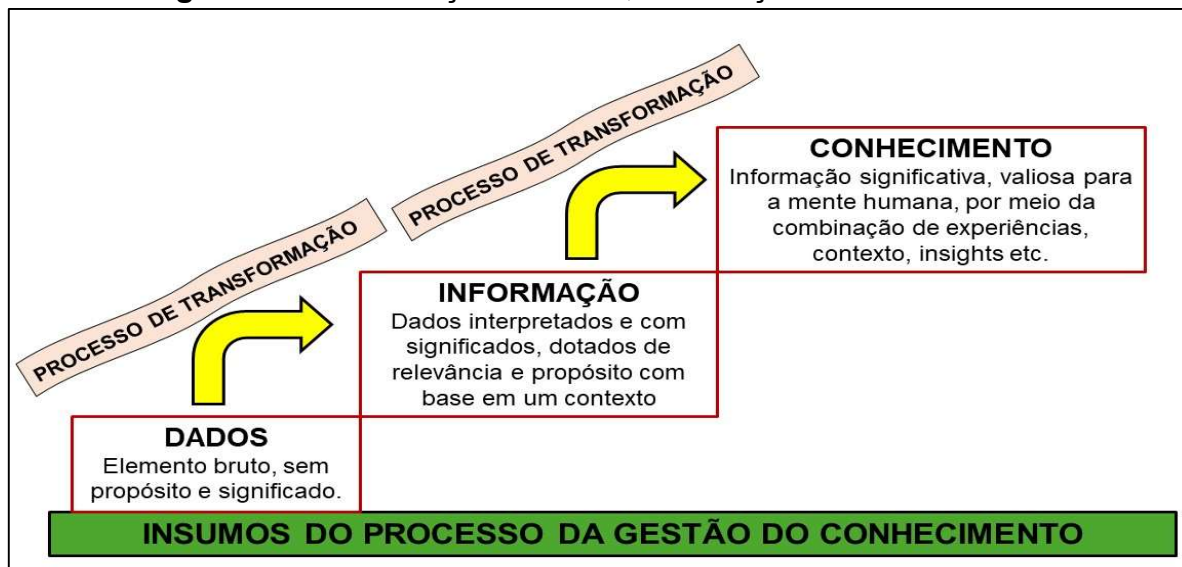 PROCESSO DE TRANSFORMAÇÃO
PROCESSO DE TRANSFORMAÇÃO
CONHECIMENTO
Informação significativa, valiosa para
a mente humana, por meio da
combinação de experiências,
contexto, insights etc.
INFORMAÇÃO
Dados interpretados e com
significados, dotados de
relevância e propósito com
base em um contexto
DADOS
Elemento bruto, sem
propósito e significado.
INSUMOS DO PROCESSO DA GESTÃO DO CONHECIMENTO